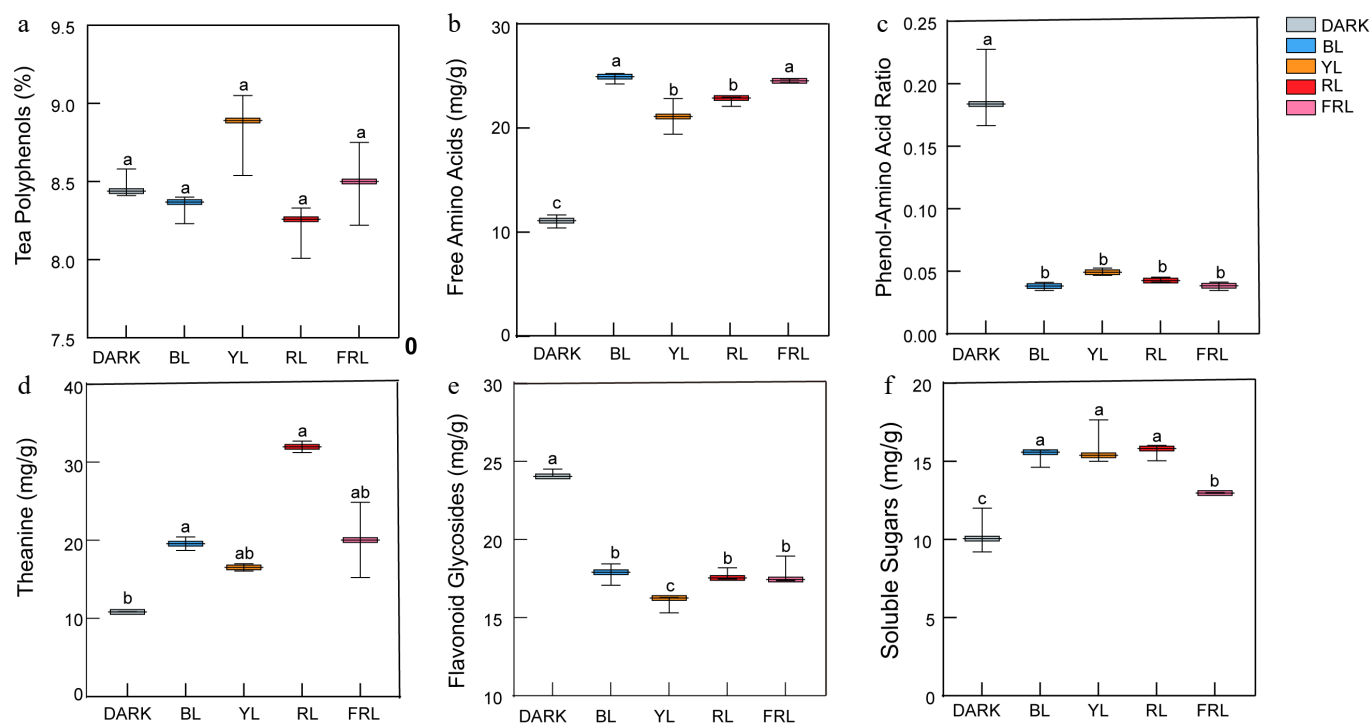 a
Tea Polyphenols (%)
9.5
9.0
8.5
8.0
7.5
a
a
a
a
a
DARK
BL
YL
RL
FRL
0
b
Free Amino Acids (mg/g)
30
20
10
0
c
a
b
b
a
DARK
BL
YL
RL
FRL
c
Phenol-Amino Acid Ratio
0.25
0.20
0.15
0.10
0.05
0.00
a
b
b
b
b
DARK
BL
YL
RL
FRL
DARK
BL
YL
RL
FRL
d
Theanine (mg/g)
40
30
20
10
0
b
a
ab
a
ab
DARK
BL
YL
RL
FRL
e
Flavonoid Glycosides (mg/g)
30
25
20
15
10
a
b
c
b
b
DARK
BL
YL
RL
FRL
f
Soluble Sugars (mg/g)
20
15
10
5
0
c
a
a
a
b
DARK
BL
YL
RL
FRL